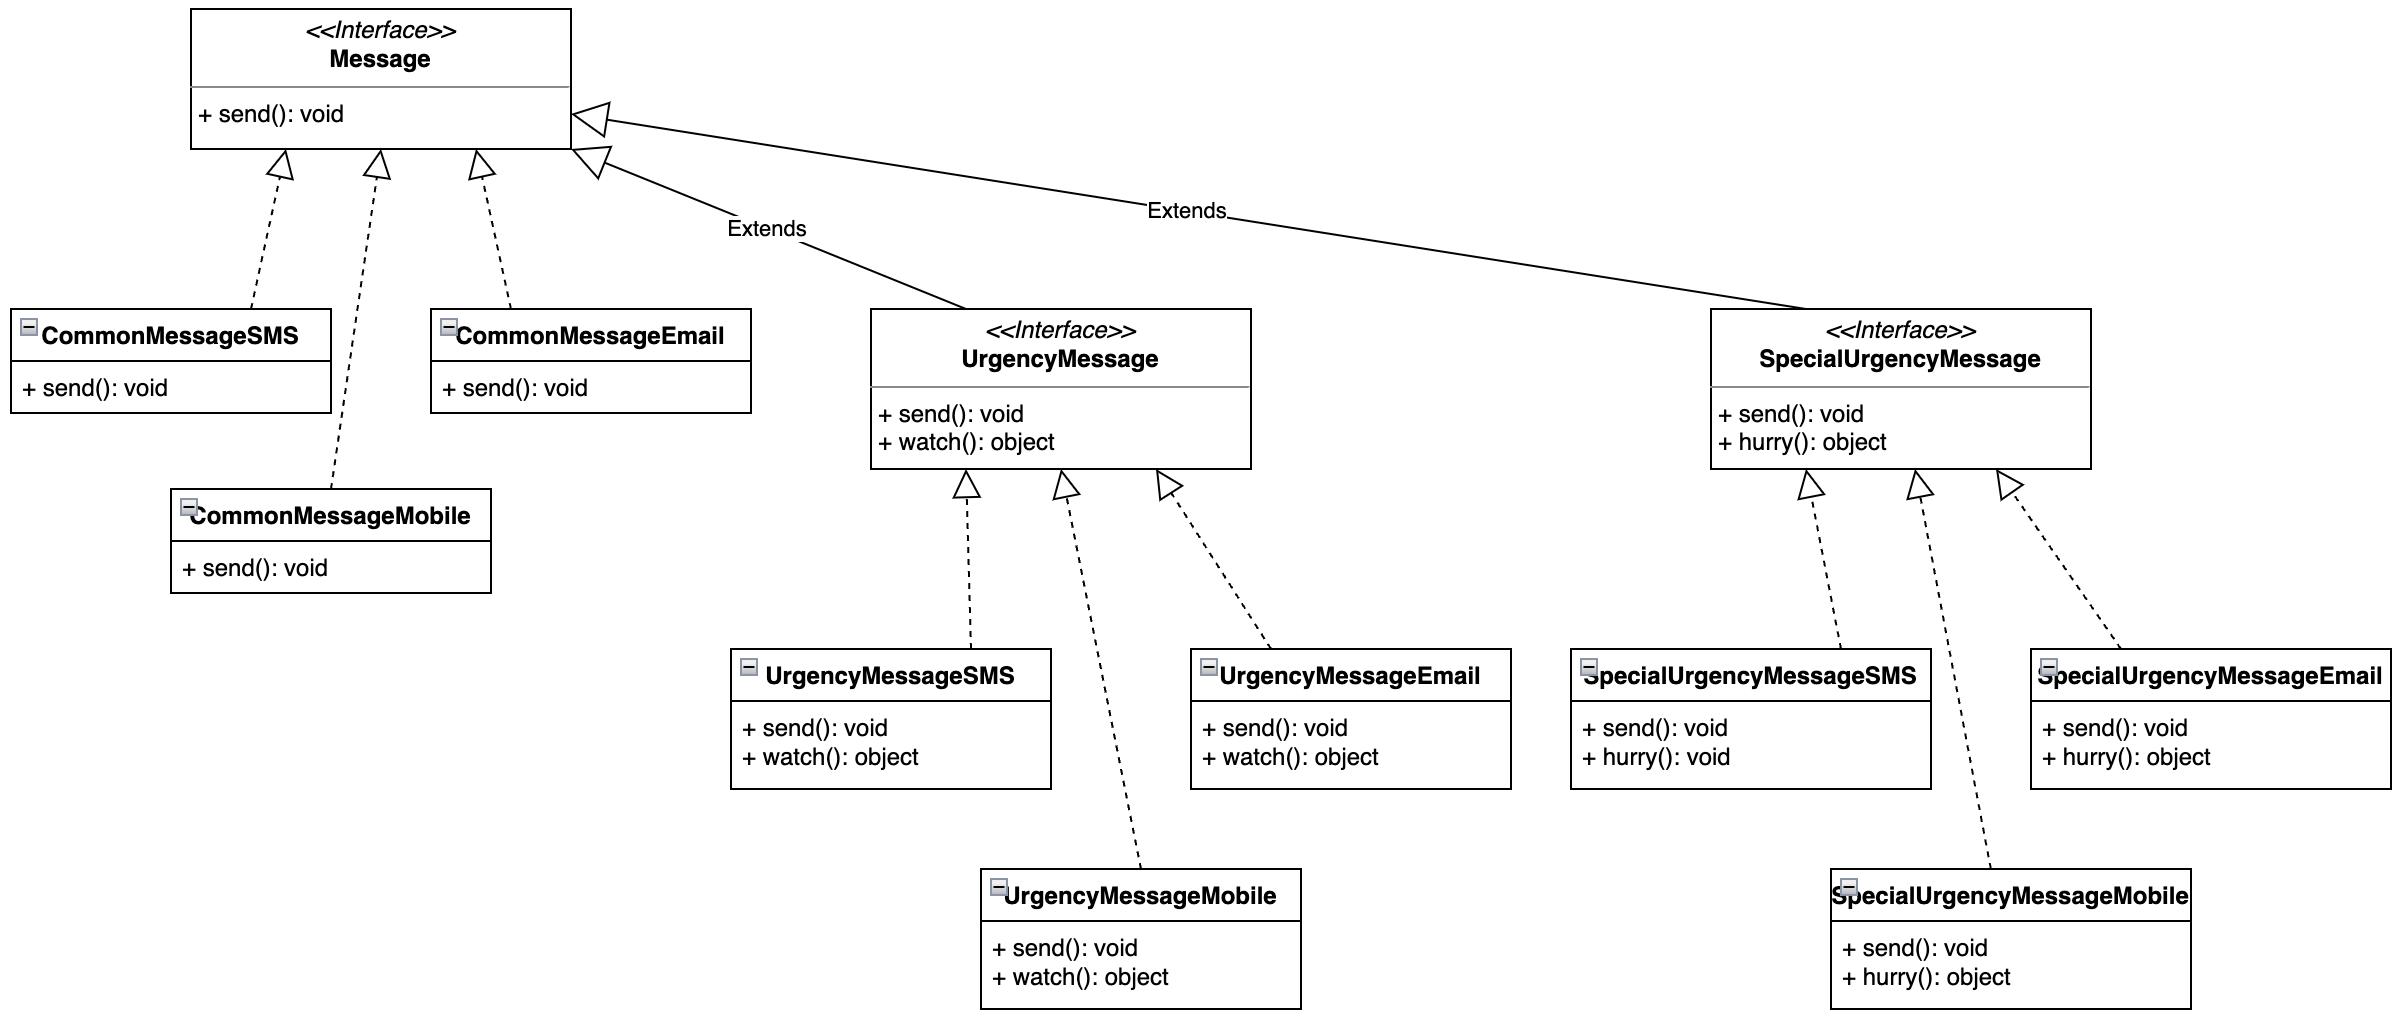 <<Interface>>
Message
+ send(): void
Extends
Extends
CommonMessageSMS
+ send(): void
CommonMessageEmail
+ send(): void
<<Interface>>
UrgencyMessage
+ send(): void
+ watch(): object
<<Interface>>
SpecialUrgencyMessage
+ send(): void
+ hurry(): object
CommonMessageMobile
+ send(): void
UrgencyMessageSMS
+ send(): void
+ watch(): object
UrgencyMessageEmail
+ send(): void
+ watch(): object
SpecialUrgencyMessageSMS
+ send(): void
+ hurry(): void
SpecialUrgencyMessageEmail
+ send(): void
+ hurry(): object
UrgencyMessageMobile
+ send(): void
+ watch(): object
SpecialUrgencyMessageMobile
+ send(): void
+ hurry(): object